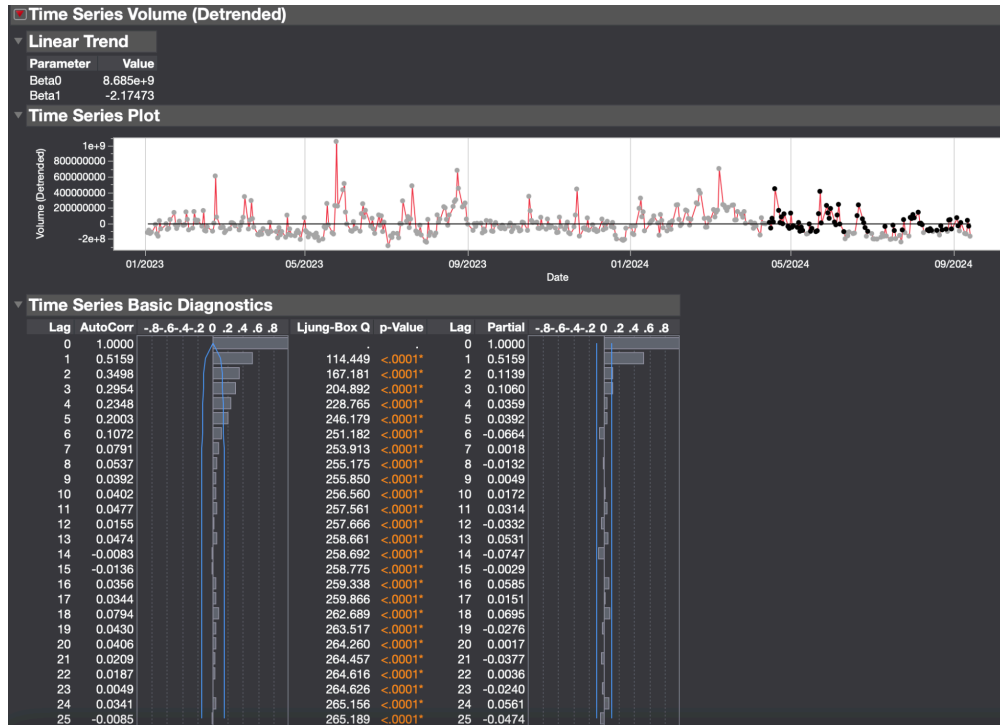 Time Series Volume (Detrended)
Linear Trend
Parameter Value
Beta0 8.685e+9
Beta1 -2.17473
Time Series Plot
Volume (Detrended)
1e+9
800000000
600000000
400000000
200000000
0
-2e+8
01/2023 05/2023 09/2023 01/2024 05/2024 09/2024
Date
Time Series Basic Diagnostics
Lag AutoCorr -.8-.6-.4-.2 0 .2 .4 .6 .8 Ljung-Box Q p-Value Lag Partial -.8-.6-.4-.2 0 .2 .4 .6 .8
0 1.0000 . . 0 1.0000
1 0.5159 114.449 <.0001* 1 0.5159
2 0.3498 167.181 <.0001* 2 0.1139
3 0.2954 204.892 <.0001* 3 0.1060
4 0.2348 228.765 <.0001* 4 0.0359
5 0.2003 246.179 <.0001* 5 0.0392
6 0.1072 251.182 <.0001* 6 -0.0664
7 0.0791 253.913 <.0001* 7 0.0018
8 0.0537 255.175 <.0001* 8 -0.0132
9 0.0392 255.850 <.0001* 9 0.0049
10 0.0402 256.560 <.0001* 10 0.0172
11 0.0477 257.561 <.0001* 11 0.0314
12 0.0155 257.666 <.0001* 12 -0.0332
13 0.0474 258.661 <.0001* 13 0.0531
14 -0.0083 258.692 <.0001* 14 -0.0747
15 -0.0136 258.775 <.0001* 15 -0.0029
16 0.0356 259.338 <.0001* 16 0.0585
17 0.0344 259.866 <.0001* 17 0.0151
18 0.0794 262.689 <.0001* 18 0.0695
19 0.0430 263.517 <.0001* 19 -0.0276
20 0.0406 264.260 <.0001* 20 0.0017
21 0.0209 264.457 <.0001* 21 -0.0377
22 0.0187 264.616 <.0001* 22 0.0036
23 0.0049 264.626 <.0001* 23 -0.0240
24 0.0341 265.156 <.0001* 24 0.0561
25 -0.0085 265.189 <.0001* 25 -0.0474